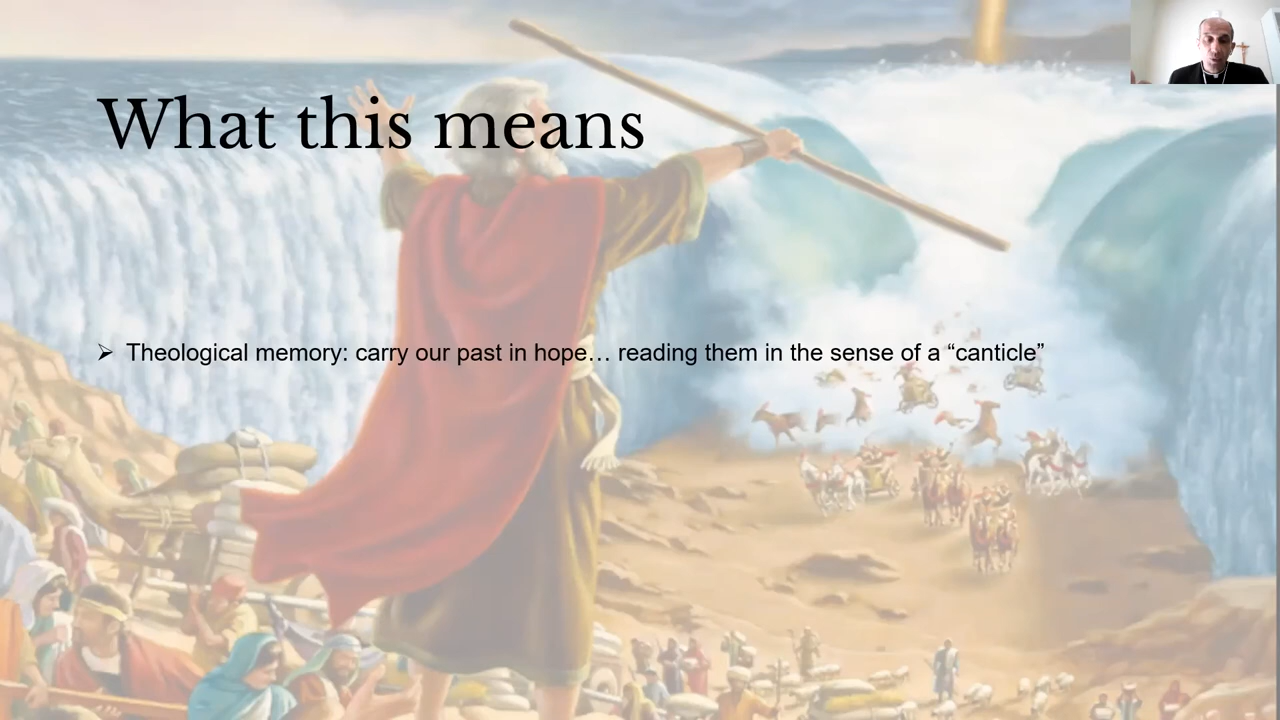 What this means
➢ Theological memory: carry our past in hope… reading them in the sense of a “canticle”